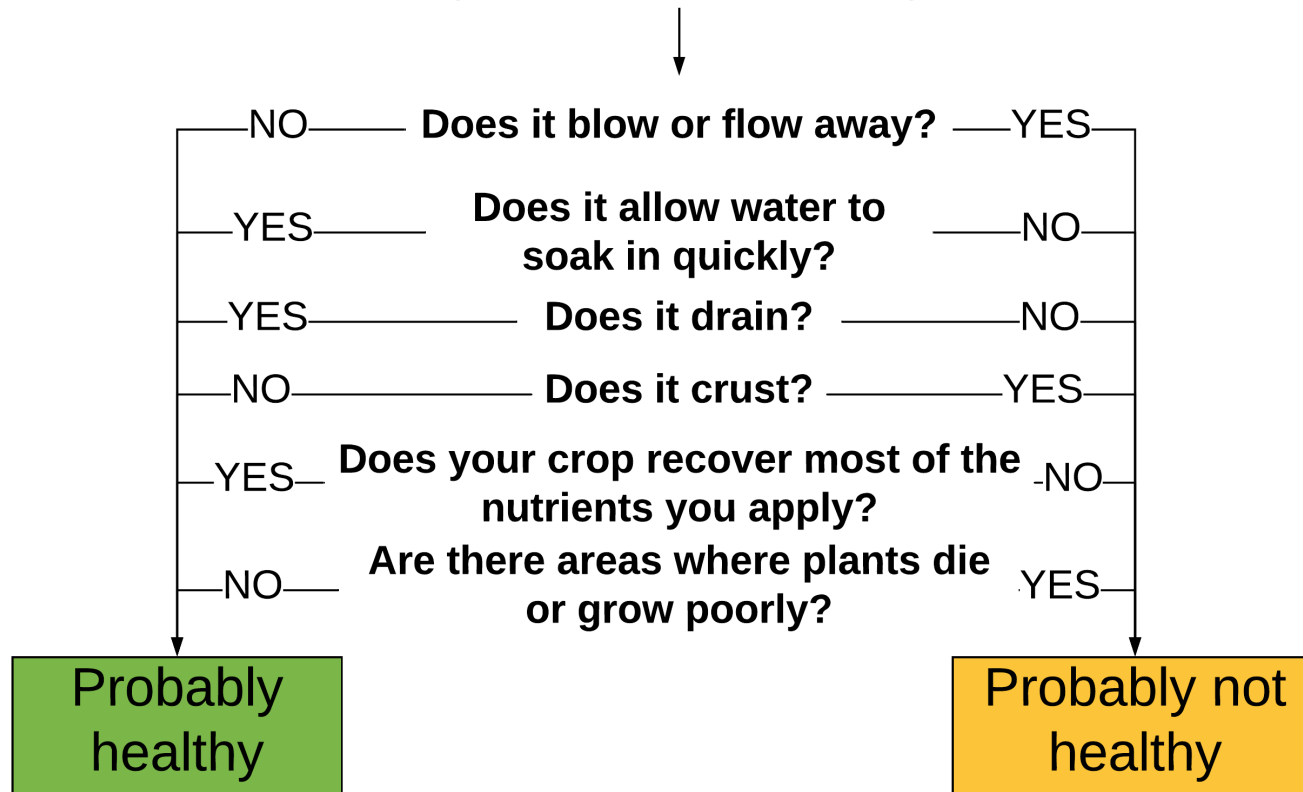 NO Does it blow or flow away? YES
Does it allow water to
YES soak in quickly? NO
YES Does it drain? NO
NO Does it crust? YES
Does your crop recover most of the
YES nutrients you apply? NO
Are there areas where plants die
NO or grow poorly? YES
Probably
healthy
Probably not
healthy